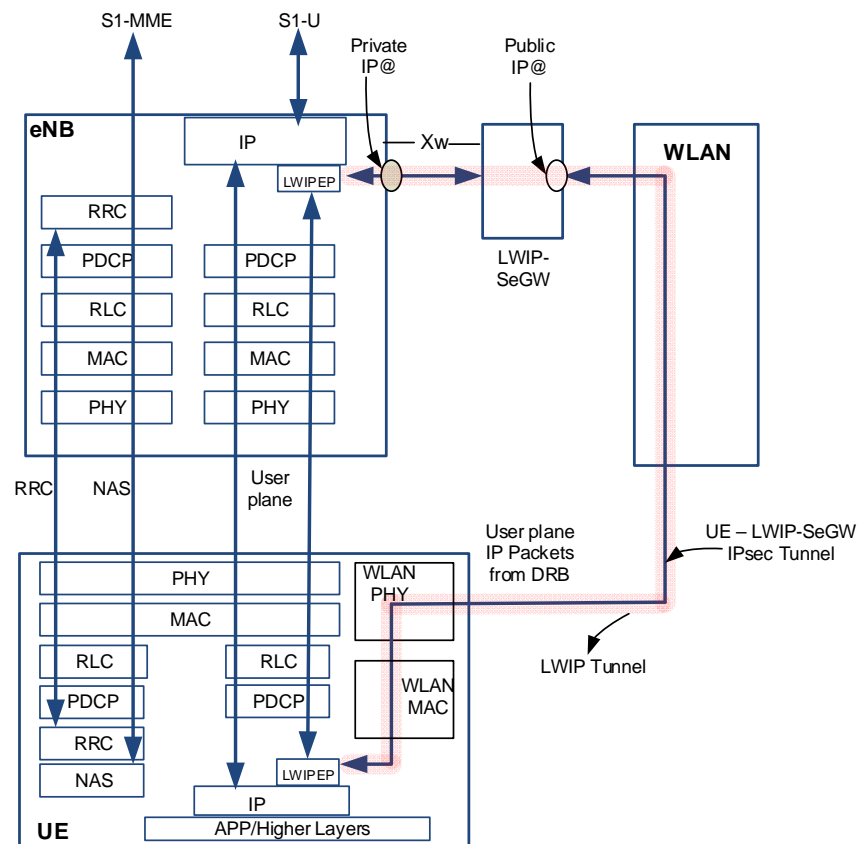 S1-MME
S1-U
Private
IP@
Public
IP@
eNB
IP
Xw
WLAN
LWIPEP
RRC
LWIP-
SeGW
PDCP
PDCP
RLC
RLC
MAC
MAC
PHY
PHY
RRC
NAS
User
plane
User plane
IP Packets
from DRB
UE – LWIP-SeGW
IPsec Tunnel
PHY
WLAN
PHY
MAC
LWIP Tunnel
RLC
RLC
WLAN
MAC
PDCP
PDCP
RRC
LWIPEP
NAS
IP
APP/Higher Layers
UE